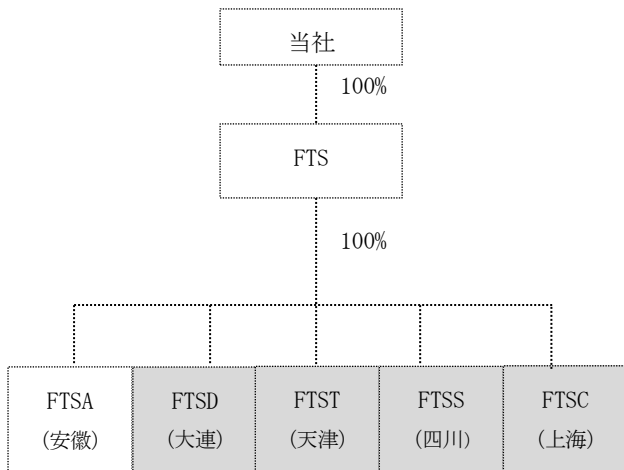 当社
100%
FTS
100%
FTSA
（安徽）
FTSD
（大連）
FTST
（天津）
FTSS
（四川）
FTSC
（上海）